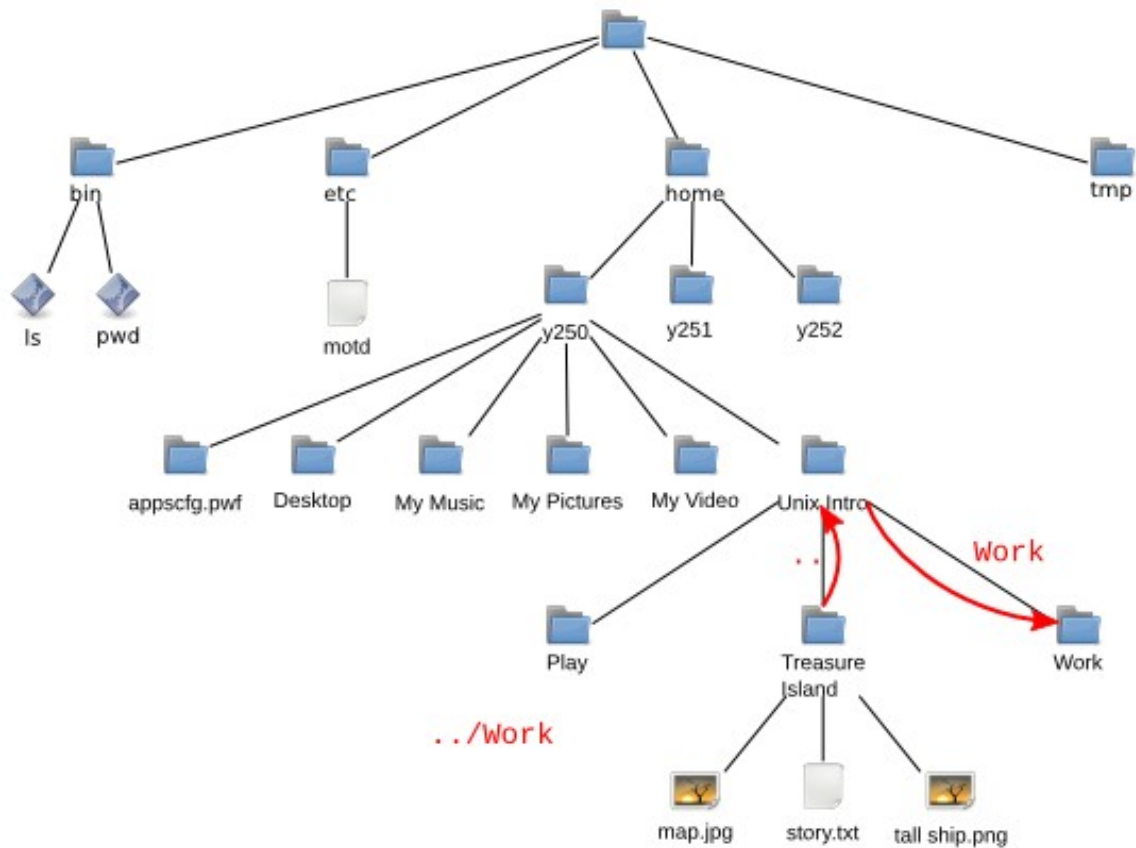 bin
etc
home
tmp
ls
pwd
motd
y250
y251
y252
appscfg.pwf
Desktop
My Music
My Pictures
My Video
Unix Intro
..
Work
Play
Treasure
Island
Work
../Work
map.jpg
story.txt
tall ship.png